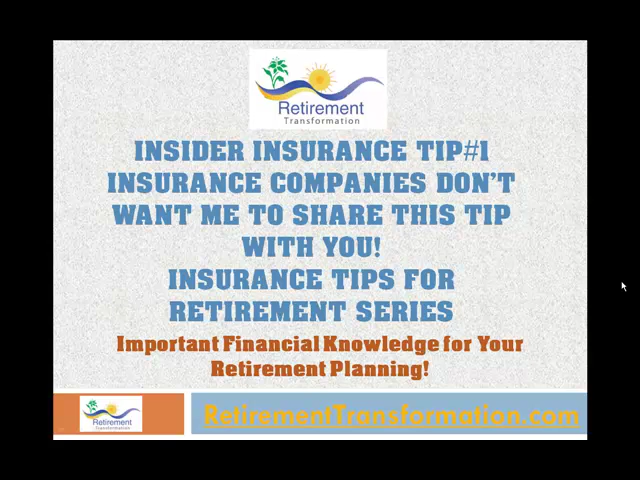 Retirement
Transformation
INSIDER INSURANCE TIP#1
INSURANCE COMPANIES DON'T
WANT ME TO SHARE THIS TIP
WITH YOU!
INSURANCE TIPS FOR
RETIREMENT SERIES
Important Financial Knowledge for Your
Retirement Planning!
Retirement
Transformation
RetirementTransformation.com